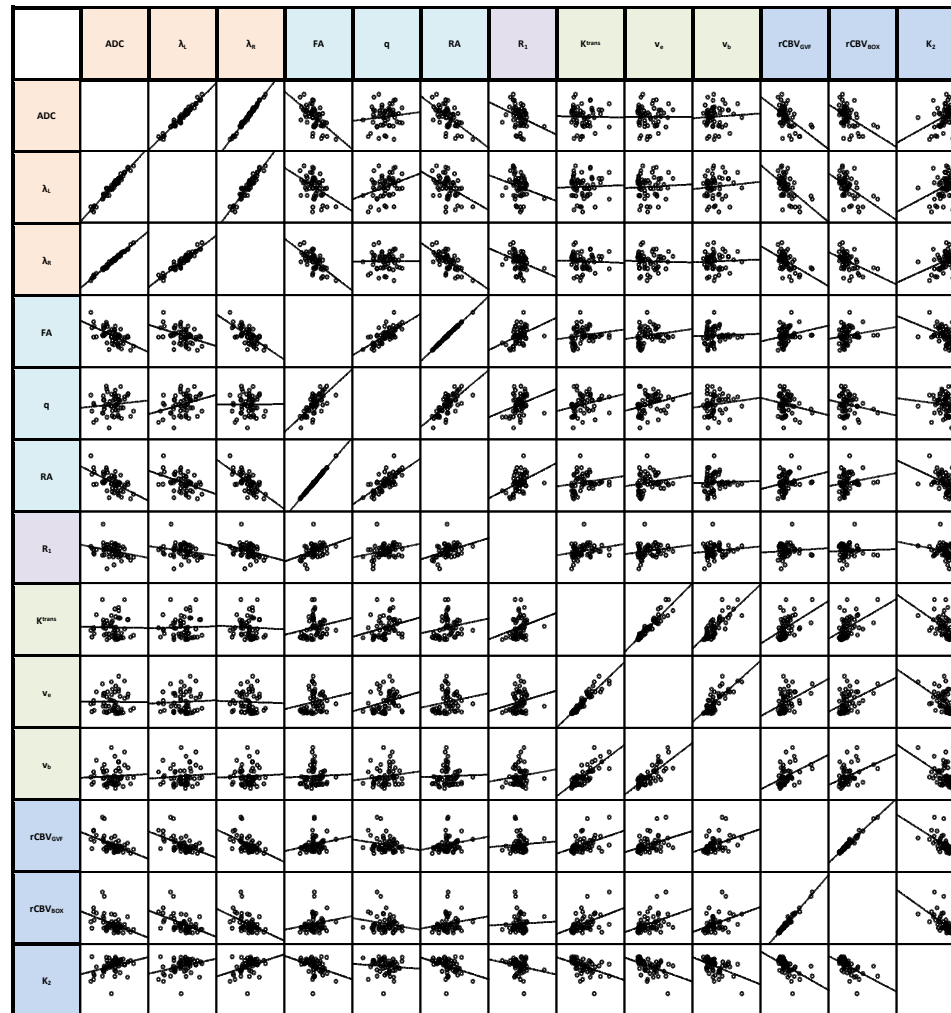 ADC λL λR FA q RA R1 Ktrans ve vb rCBVGVF rCBVBOX K2
ADC
λL
λR
FA
q
RA
R1
Ktrans
ve
vb
rCBVGVF
rCBVBOX
K2